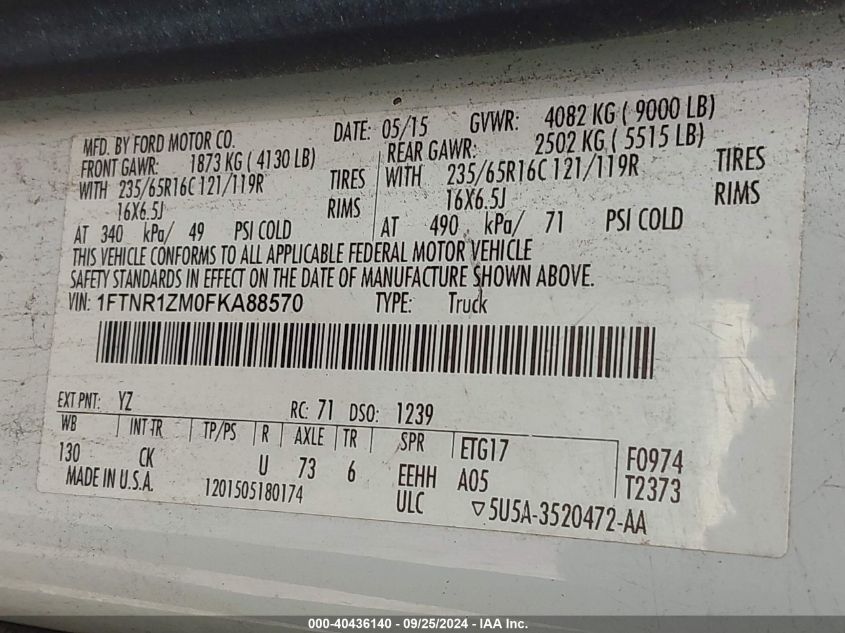 MFD. BY FORD MOTOR CO. DATE: 05/15 GVWR: 4082 KG ( 9000 LB)
FRONT GAWR: 1873 KG ( 4130 LB) REAR GAWR: 2502 KG ( 5515 LB)
WITH 235/65R16C 121/119R TIRES WITH 235/65R16C 121/119R TIRES
16X6.5J RIMS 16X6.5J RIMS
AT 340 kPa/ 49 PSI COLD AT 490 kPa/ 71 PSI COLD
THIS VEHICLE CONFORMS TO ALL APPLICABLE FEDERAL MOTOR VEHICLE
SAFETY STANDARDS IN EFFECT ON THE DATE OF MANUFACTURE SHOWN ABOVE.
VIN: 1FTNR1ZM0FKA88570 TYPE: Truck
EXT PNT: YZ RC: 71 DSO: 1239
WB INT TR TP/PS R AXLE TR SPR ETG17 F0974
130 CK U 73 6 EEHH A05 T2373
MADE IN U.S.A. 1201505180174 ULC ▽5U5A-3520472-AA
000-40436140 - 09/25/2024 - IAA Inc.